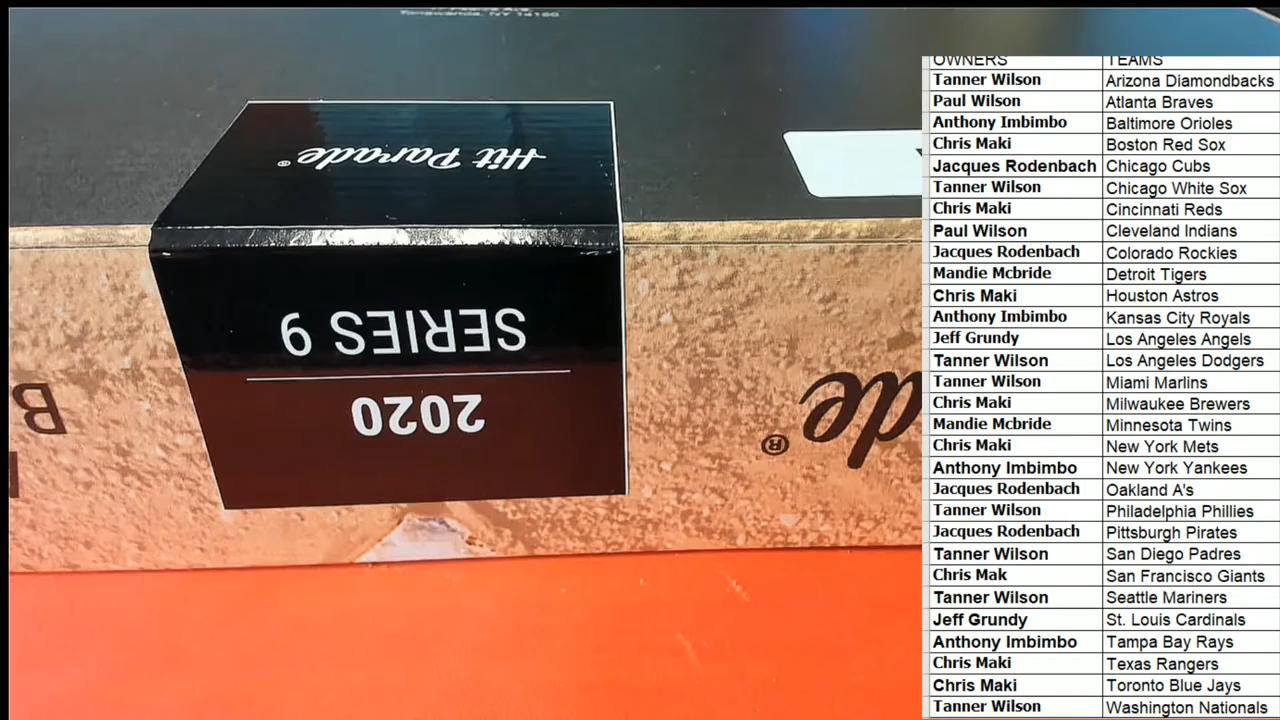 Tonawanda, NY 14150
Hit Parade®
SERIES 9
2020
de®
B
OWNERS TEAMS
Tanner Wilson Arizona Diamondbacks
Paul Wilson Atlanta Braves
Anthony Imbimbo Baltimore Orioles
Chris Maki Boston Red Sox
Jacques Rodenbach Chicago Cubs
Tanner Wilson Chicago White Sox
Chris Maki Cincinnati Reds
Paul Wilson Cleveland Indians
Jacques Rodenbach Colorado Rockies
Mandie Mcbride Detroit Tigers
Chris Maki Houston Astros
Anthony Imbimbo Kansas City Royals
Jeff Grundy Los Angeles Angels
Tanner Wilson Los Angeles Dodgers
Tanner Wilson Miami Marlins
Chris Maki Milwaukee Brewers
Mandie Mcbride Minnesota Twins
Chris Maki New York Mets
Anthony Imbimbo New York Yankees
Jacques Rodenbach Oakland A's
Tanner Wilson Philadelphia Phillies
Jacques Rodenbach Pittsburgh Pirates
Tanner Wilson San Diego Padres
Chris Mak San Francisco Giants
Tanner Wilson Seattle Mariners
Jeff Grundy St. Louis Cardinals
Anthony Imbimbo Tampa Bay Rays
Chris Maki Texas Rangers
Chris Maki Toronto Blue Jays
Tanner Wilson Washington Nationals